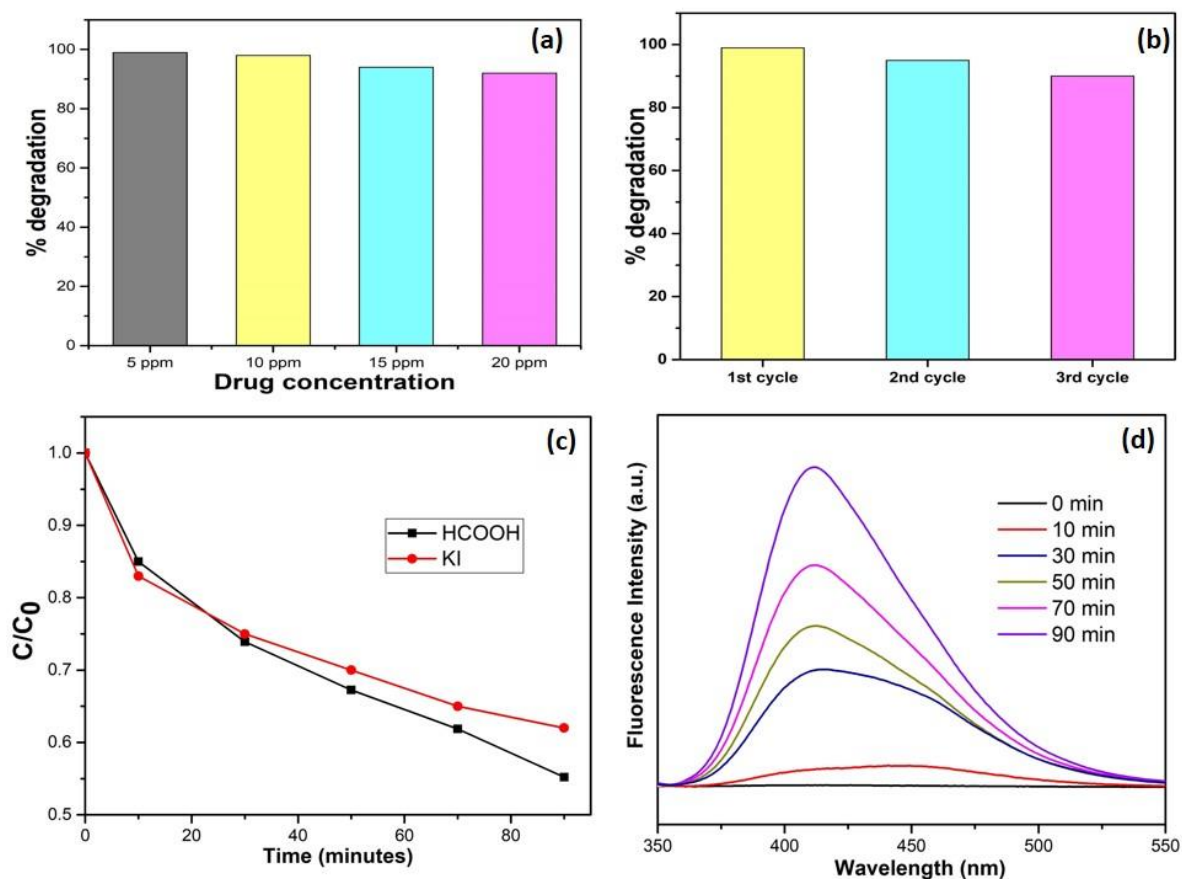 (a)
% degradation
100
80
60
40
20
0
5 ppm 10 ppm 15 ppm 20 ppm
Drug concentration
(b)
% degradation
100
80
60
40
20
0
1st cycle 2nd cycle 3rd cycle
(c)
C/C₀
1.0
0.9
0.8
0.7
0.6
0.5
HCOOH
KI
0 20 40 60 80
Time (minutes)
(d)
Fluorescence Intensity (a.u.)
0 min
10 min
30 min
50 min
70 min
90 min
350 400 450 500 550
Wavelength (nm)